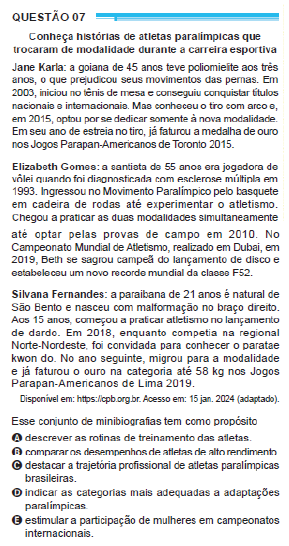 QUESTÃO 07
Conheça histórias de atletas paralímpicas que
trocaram de modalidade durante a carreira esportiva
Jane Karla: a goiana de 45 anos teve poliomielite aos três
anos, o que prejudicou seus movimentos das pernas. Em
2003, iniciou no tênis de mesa e conseguiu conquistar títulos
nacionais e internacionais. Mas conheceu o tiro com arco e,
em 2015, optou por se dedicar somente à nova modalidade.
Em seu ano de estreia no tiro, já faturou a medalha de ouro
nos Jogos Parapan-Americanos de Toronto 2015.
Elizabeth Gomes: a santista de 55 anos era jogadora de
vôlei quando foi diagnosticada com esclerose múltipla em
1993. Ingressou no Movimento Paralímpico pelo basquete
em cadeira de rodas até experimentar o atletismo.
Chegou a praticar as duas modalidades simultaneamente
até optar pelas provas de campo em 2010. No
Campeonato Mundial de Atletismo, realizado em Dubai, em
2019, Beth se sagrou campeã do lançamento de disco e
estabeleceu um novo recorde mundial da classe F52.
Silvana Fernandes: a paraibana de 21 anos é natural de
São Bento e nasceu com malformação no braço direito.
Aos 15 anos, começou a praticar atletismo no lançamento
de dardo. Em 2018, enquanto competia na regional
Norte-Nordeste, foi convidada para conhecer o paratae
kwon do. No ano seguinte, migrou para a modalidade
e já faturou o ouro na categoria até 58 kg nos Jogos
Parapan-Americanos de Lima 2019.
Disponível em: https://cpb.org.br. Acesso em: 15 jan. 2024 (adaptado).
Esse conjunto de minibiografias tem como propósito
A descrever as rotinas de treinamento das atletas.
B comparar os desempenhos de atletas de alto rendimento.
C destacar a trajetória profissional de atletas paralímpicas
brasileiras.
D indicar as categorias mais adequadas a adaptações
paralímpicas.
E estimular a participação de mulheres em campeonatos
internacionais.